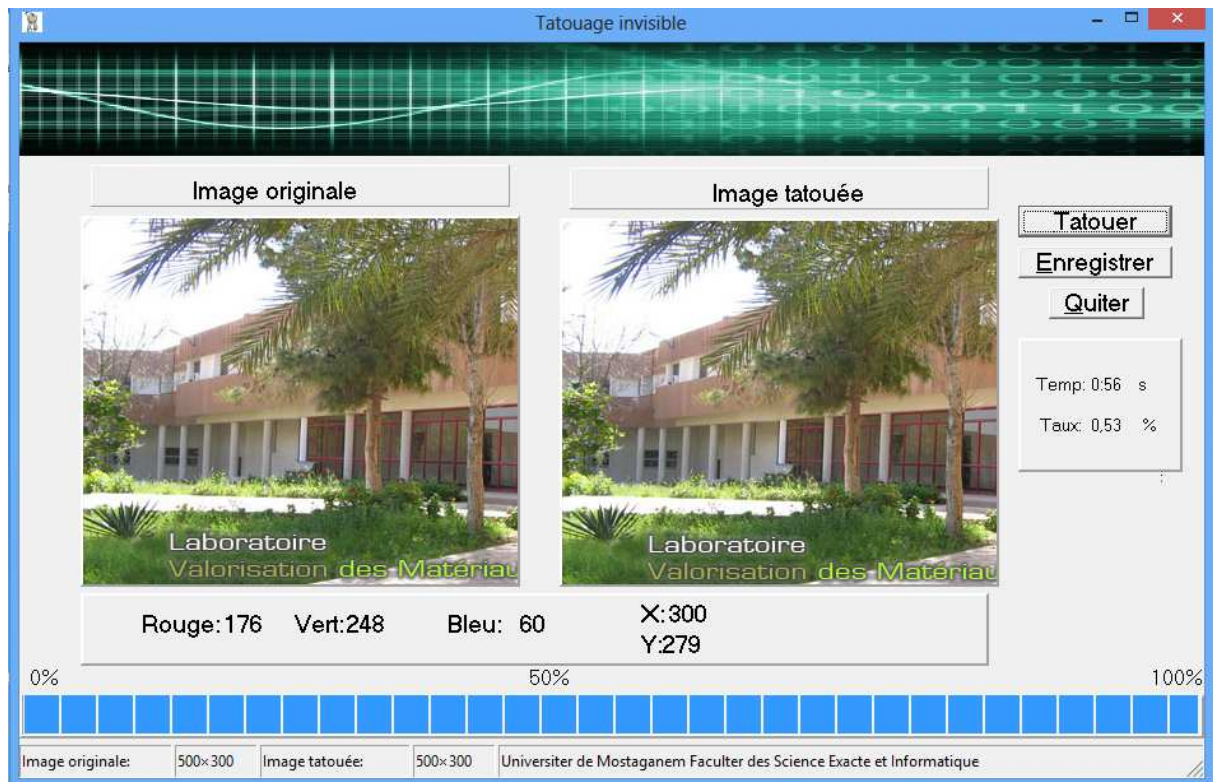 Tatouage invisible
Image originale
Image tatouée
Tatouer
Enregistrer
Quiter
Laboratoire
Valorisation des Matériau
Laboratoire
Valorisation des Matériau
Temp: 0:56 s
Taux: 0,53 %
Rouge: 176 Vert:248 Bleu: 60
X:300
Y:279
0% 50% 100%
Image originale: 500×300 Image tatouée: 500×300 Universiter de Mostaganem Faculter des Science Exacte et Informatique